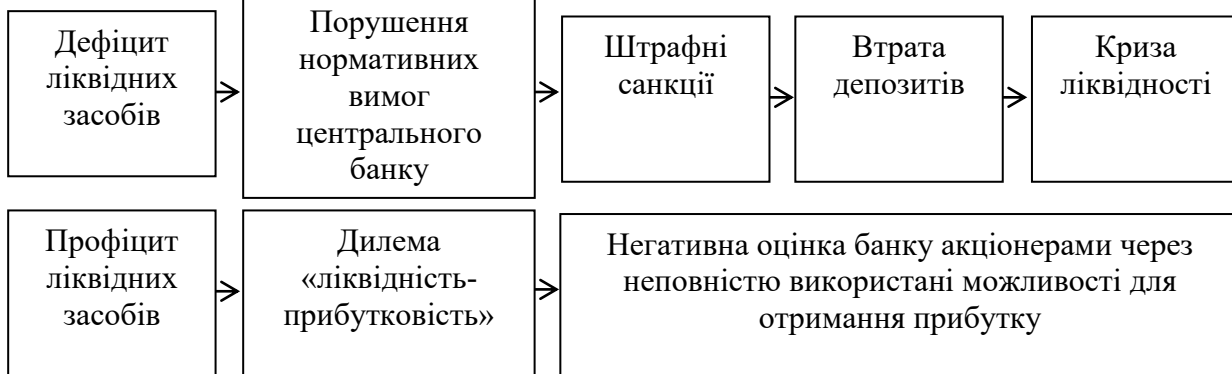 Дефіцит
ліквідних
засобів
Порушення
нормативних
вимог
центрального
банку
Штрафні
санкції
Втрата
депозитів
Криза
ліквідності
Профіцит
ліквідних
засобів
Дилема
«ліквідність-
прибутковість»
Негативна оцінка банку акціонерами через
неповністю використані можливості для
отримання прибутку